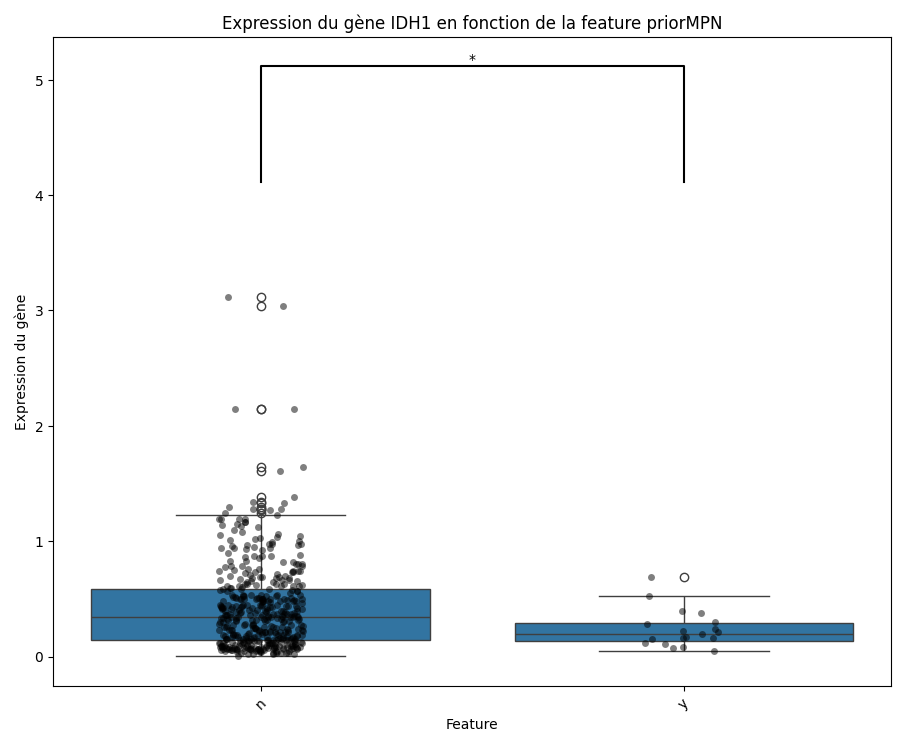 Expression du gène IDH1 en fonction de la feature priorMPN
*
5
4
3
2
1
0
Expression du gène
n
y
Feature